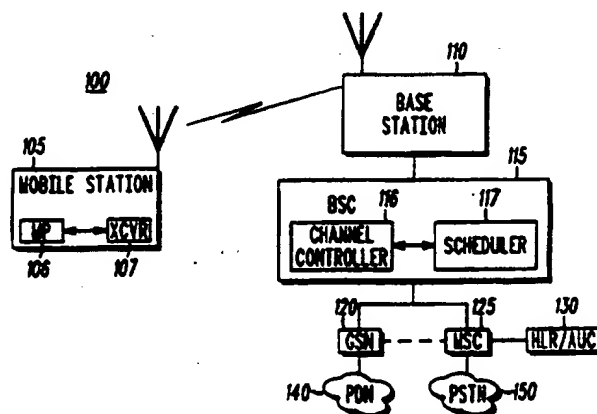 100
110
BASE
STATION
105
MOBILE STATION
MP
XCVR
106
107
115
BSC
116
117
CHANNEL
CONTROLLER
SCHEDULER
120
125
130
GSN
MSC
HLR/AUC
140
PDN
PSTN
150